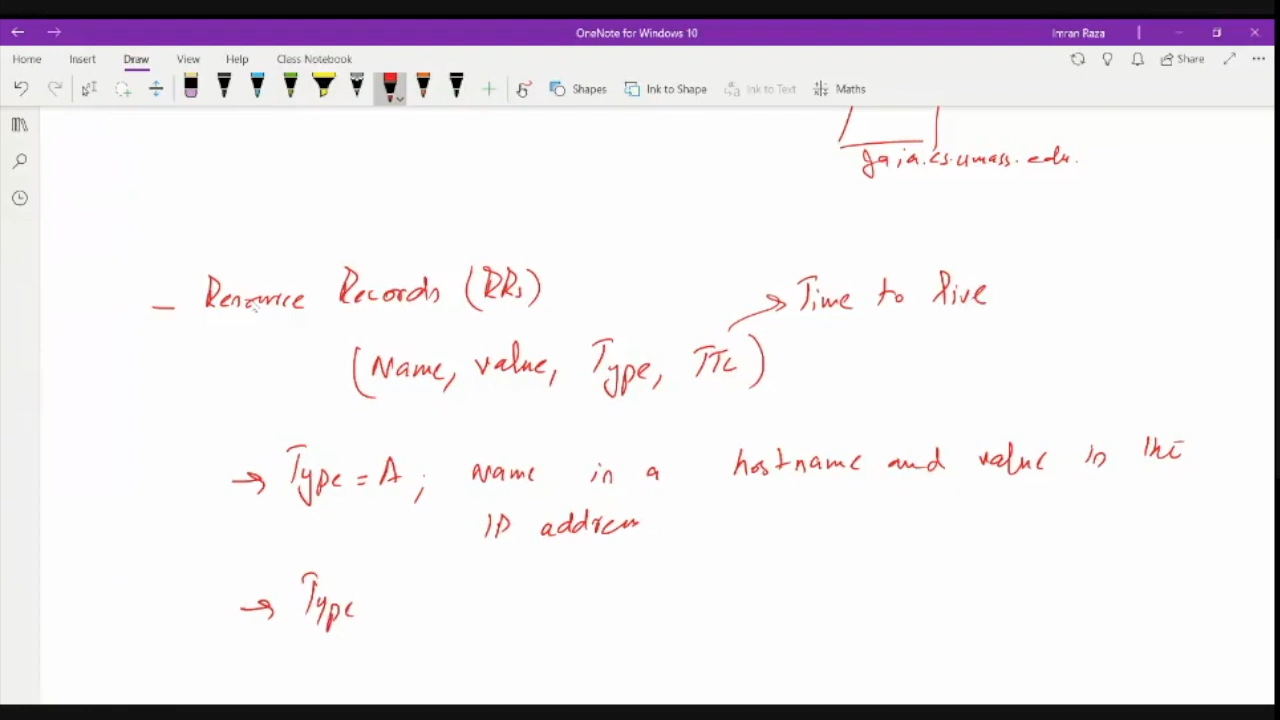 OneNote for Windows 10
Imran Raza
Home Insert Draw View Help Class Notebook
Share
Shapes Ink to Shape Ink to Text Maths
gaia.cs.umass.edu.
- Resource Records (RRs)
→ Time to live
(Name, value, Type, TTL)
→ Type = A; Name is a hostname and value is the
IP address
→ Type